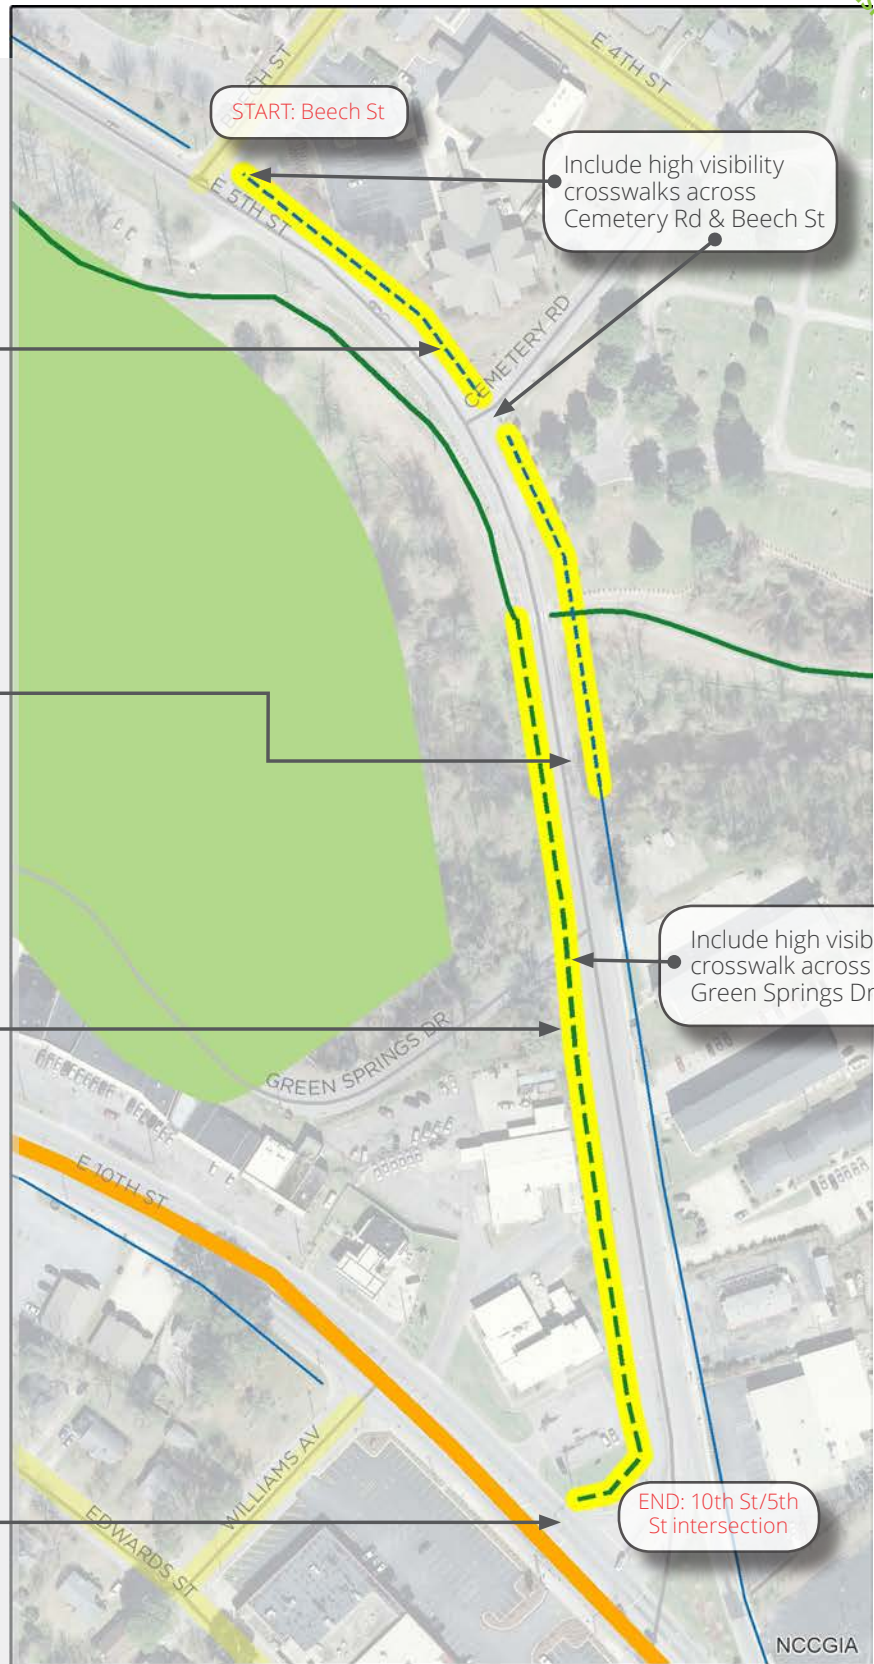 E 4TH ST
START: Beech St
Include high visibility
crosswalks across
Cemetery Rd & Beech St
E 5TH ST
CEMETERY RD
Include high visib
crosswalk across
Green Springs Dr
GREEN SPRINGS DR
E 10TH ST
WILLIAMS AV
EDWARDS ST
END: 10th St/5th
St intersection
NCCGIA